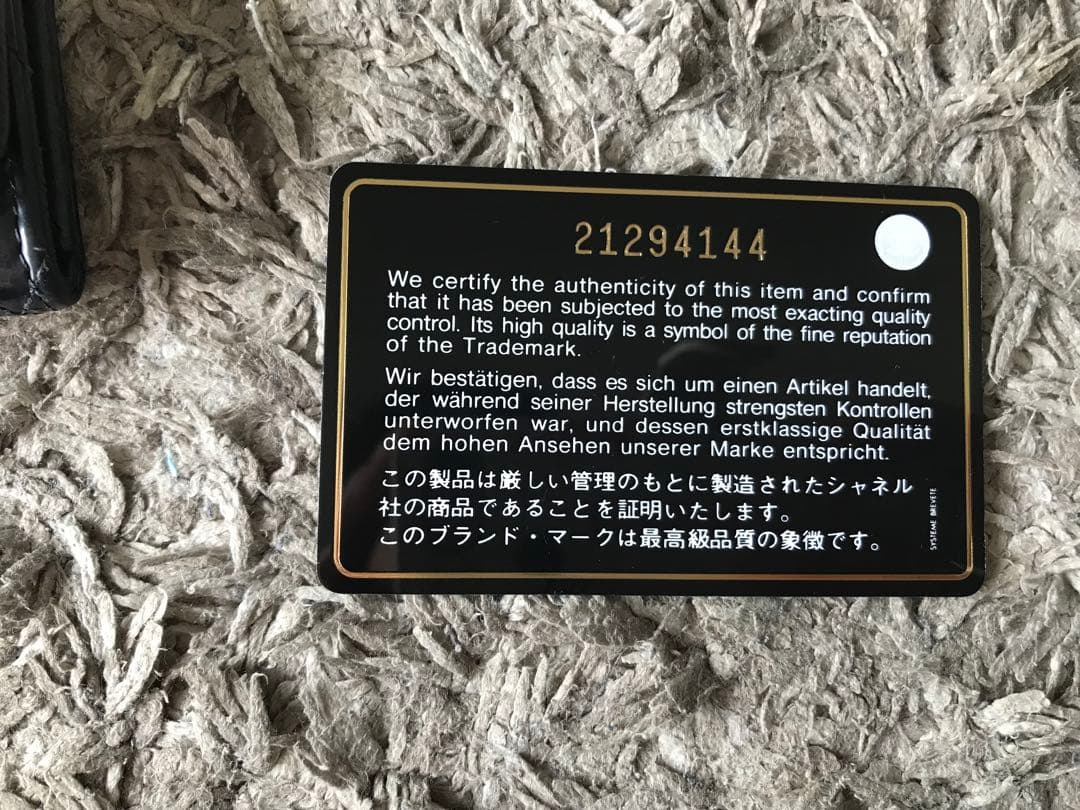 21294144
We certify the authenticity of this item and confirm
that it has been subjected to the most exacting quality
control. Its high quality is a symbol of the fine reputation
of the Trademark.
Wir bestätigen, dass es sich um einen Artikel handelt,
der während seiner Herstellung strengsten Kontrollen
unterworfen war, und dessen erstklassige Qualität
dem hohen Ansehen unserer Marke entspricht.
この製品は厳しい管理のもとに製造されたシャネル
社の商品であることを証明いたします。
このブランド・マークは最高級品質の象徴です。
SYSTEME BREVETE